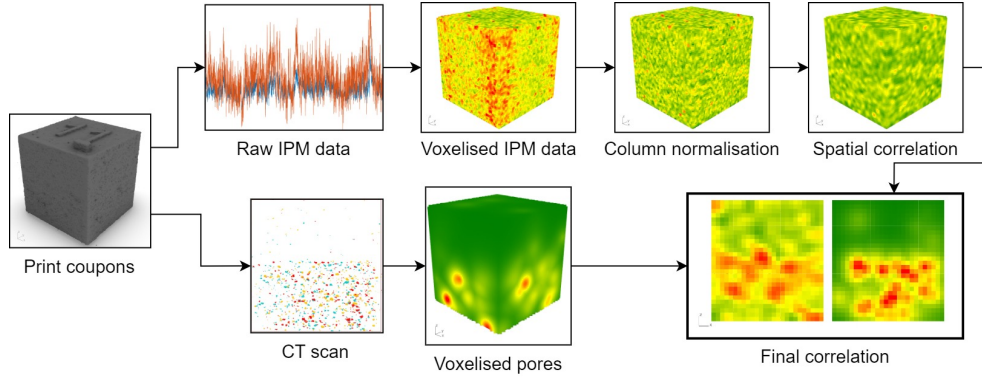 Raw IPM data
Voxelised IPM data
Column normalisation
Spatial correlation
Print coupons
CT scan
Voxelised pores
Final correlation